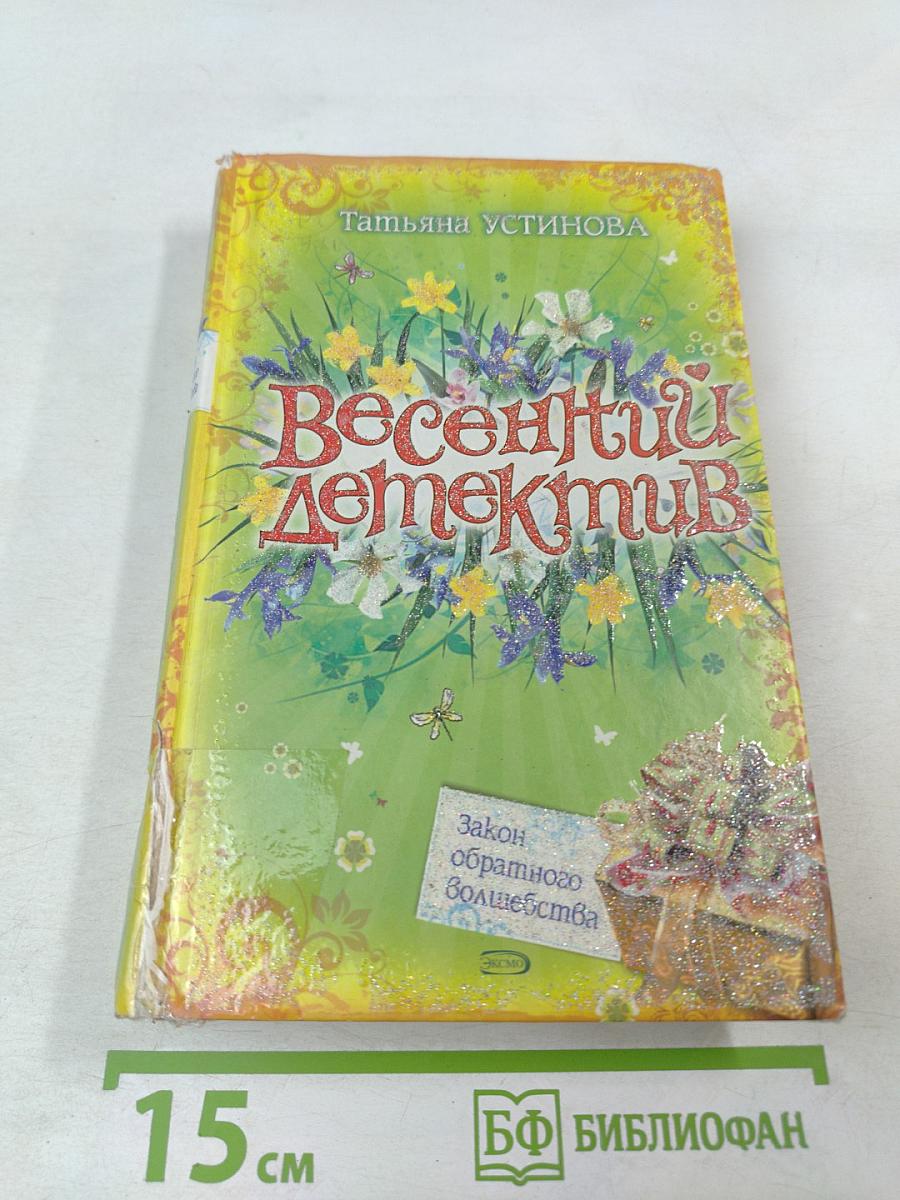 Татьяна УСТИНОВА
Весенний
детектив
Закон
обратного
волшебства
ЭКСМО
15 см
БФ БИБЛИОФАН